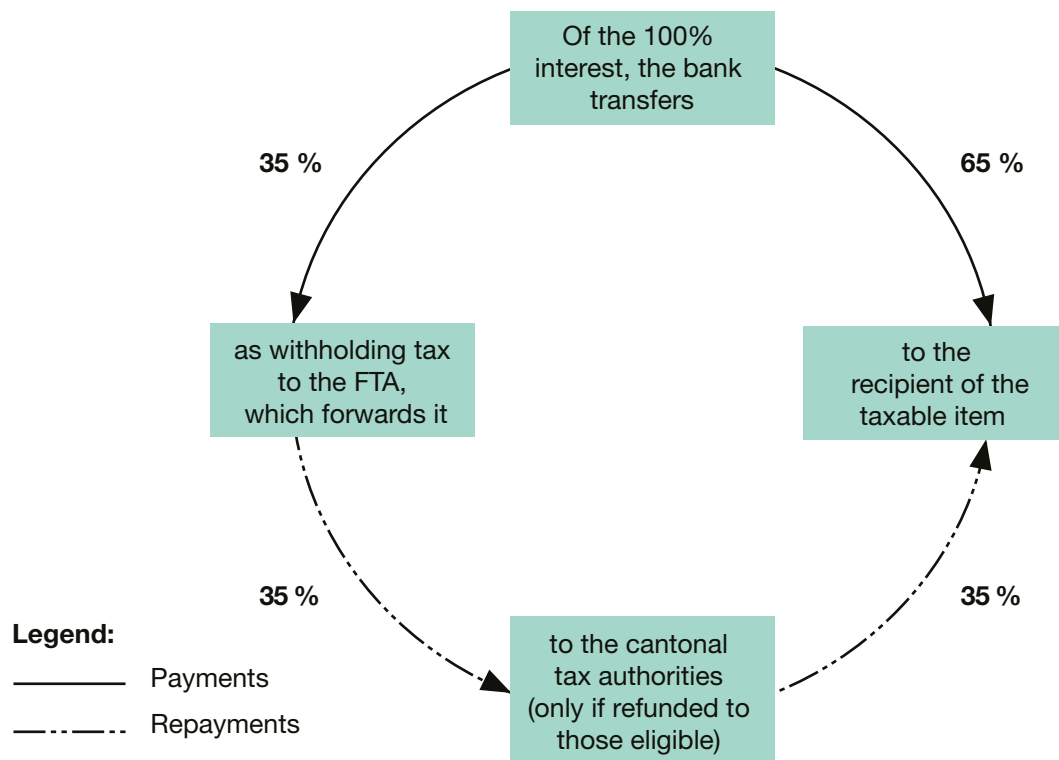 Of the 100%
interest, the bank
transfers
35 %
65 %
as withholding tax
to the FTA,
which forwards it
to the
recipient of the
taxable item
35 %
35 %
to the cantonal
tax authorities
(only if refunded to
those eligible)
Legend:
Payments
Repayments